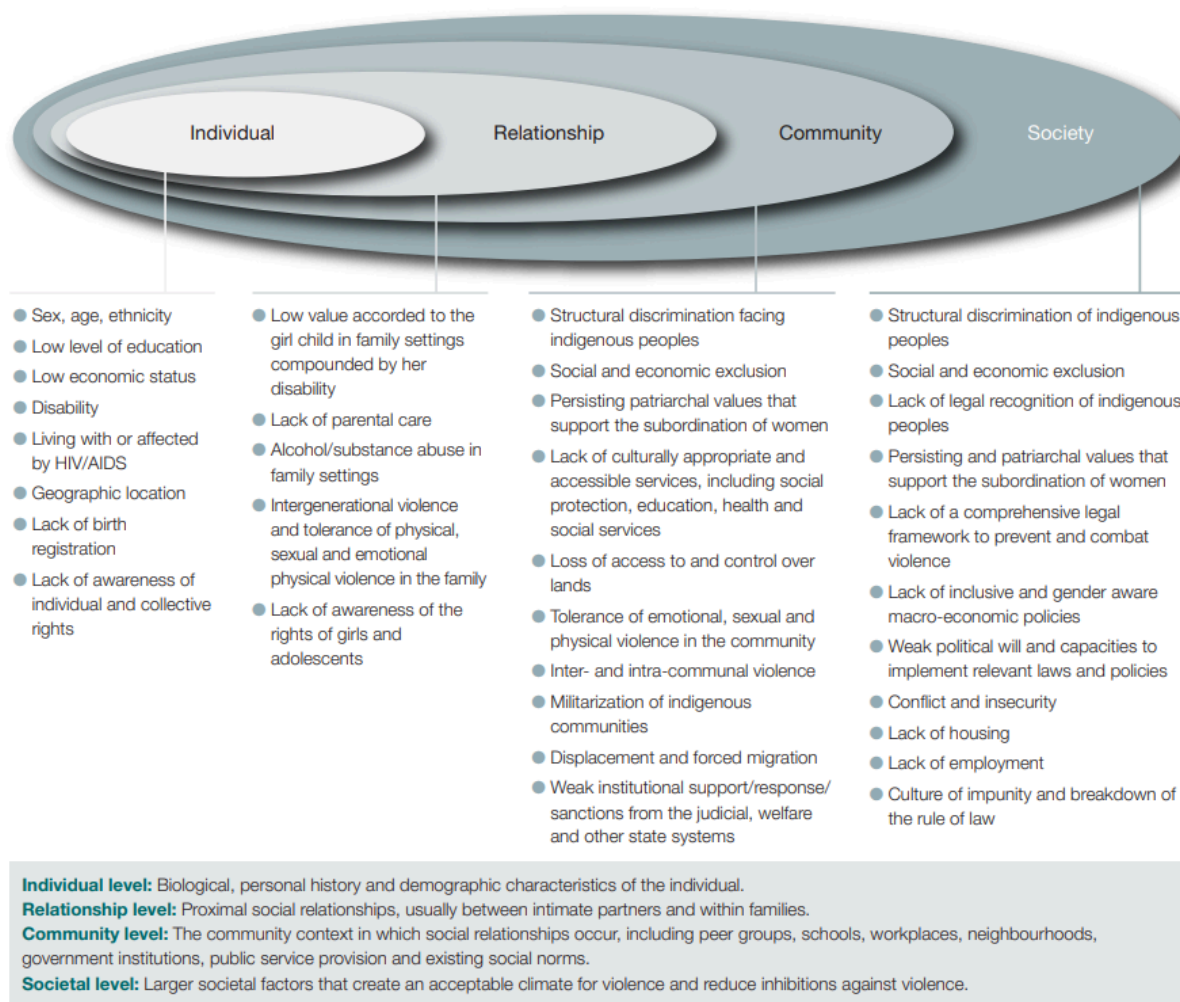 Individual
Relationship
Community
Society
Sex, age, ethnicity
Low level of education
Low economic status
Disability
Living with or affected
by HIV/AIDS
Geographic location
Lack of birth
registration
Lack of awareness of
individual and collective
rights
Low value accorded to the
girl child in family settings
compounded by her
disability
Lack of parental care
Alcohol/substance abuse in
family settings
Intergenerational violence
and tolerance of physical,
sexual and emotional
physical violence in the family
Lack of awareness of the
rights of girls and
adolescents
Structural discrimination facing
indigenous peoples
Social and economic exclusion
Persisting patriarchal values that
support the subordination of women
Lack of culturally appropriate and
accessible services, including social
protection, education, health and
social services
Loss of access to and control over
lands
Tolerance of emotional, sexual and
physical violence in the community
Inter- and intra-communal violence
Militarization of indigenous
communities
Displacement and forced migration
Weak institutional support/response/
sanctions from the judicial, welfare
and other state systems
Structural discrimination of indigenous
peoples
Social and economic exclusion
Lack of legal recognition of indigenous
peoples
Persisting and patriarchal values that
support the subordination of women
Lack of a comprehensive legal
framework to prevent and combat
violence
Lack of inclusive and gender aware
macro-economic policies
Weak political will and capacities to
implement relevant laws and policies
Conflict and insecurity
Lack of housing
Lack of employment
Culture of impunity and breakdown of
the rule of law
Individual level: Biological, personal history and demographic characteristics of the individual.
Relationship level: Proximal social relationships, usually between intimate partners and within families.
Community level: The community context in which social relationships occur, including peer groups, schools, workplaces, neighbourhoods,
government institutions, public service provision and existing social norms.
Societal level: Larger societal factors that create an acceptable climate for violence and reduce inhibitions against violence.